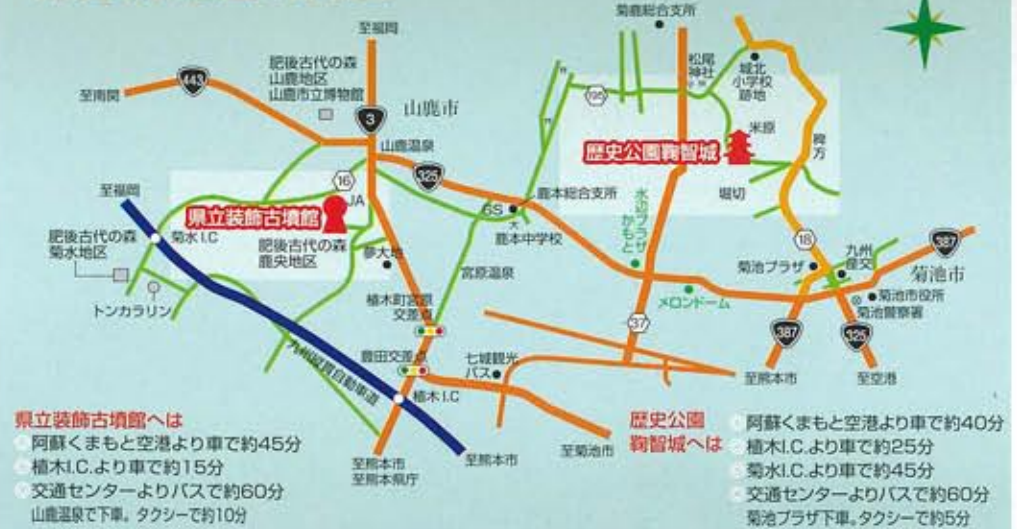 菊鹿総合支所
至福岡
肥後古代の森
山鹿地区
山鹿市立博物館
443
至南関
3
山鹿市
山鹿温泉
325
松尾
神社
城北
小学校
跡地
195
歴史公園鞠智城
米原
稗方
堀切
至福岡
16
JA
県立装飾古墳館
肥後古代の森
菊水地区
菊水I.C
肥後古代の森
鹿央地区
トンカラリン
夢大地
GS
鹿本総合支所
鹿本中学校
水辺プラザ
かもと
宮原温泉
メロンドーム
18
菊池プラザ
九州
産交
387
菊池市
菊池市役所
菊池警察署
植木町宮原
交差点
37
387
325
豊田交差点
七城観光
バス
九州縦貫自動車道
植木I.C
至熊本市
至空港
至熊本市
至熊本県庁
至熊本市
至菊池市
県立装飾古墳館へは
阿蘇くまもと空港より車で約45分
植木I.C.より車で約15分
交通センターよりバスで約60分
山鹿温泉で下車。タクシーで約10分
歴史公園
鞠智城へは
阿蘇くまもと空港より車で約40分
植木I.C.より車で約25分
菊水I.C.より車で約45分
交通センターよりバスで約60分
菊池プラザ下車。タクシーで約5分